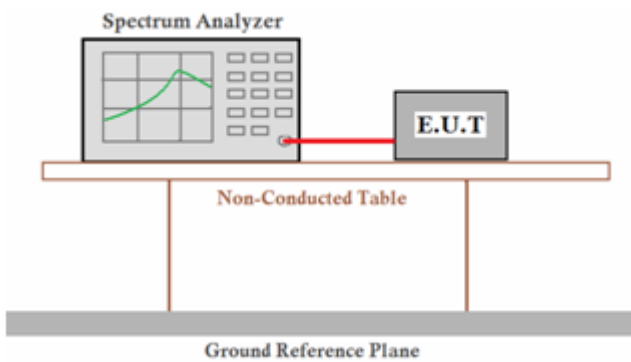 Spectrum Analyzer
E.U.T
Non-Conducted Table
Ground Reference Plane